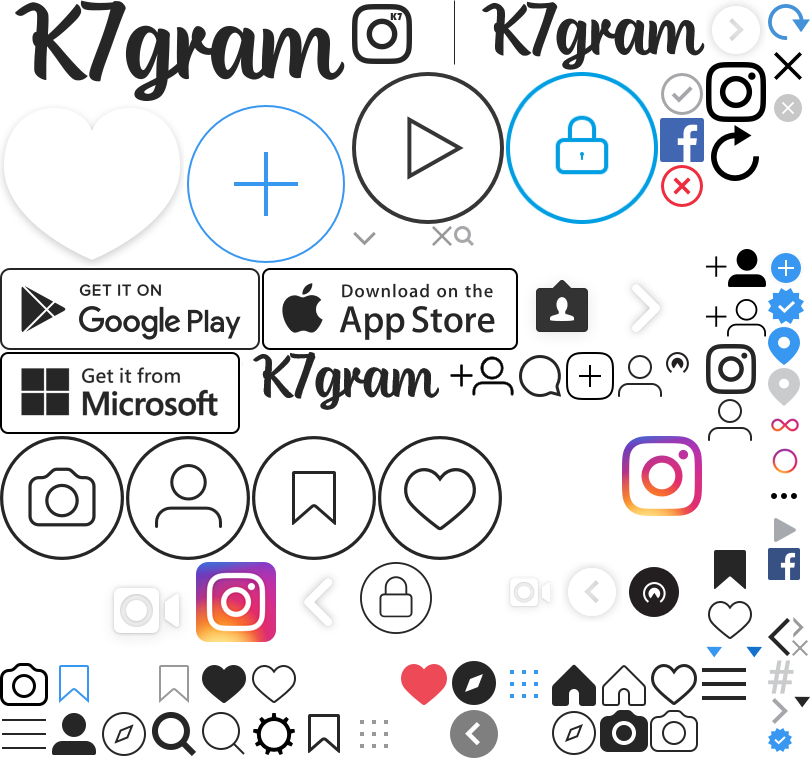 K7gram
K7
K7gram
GET IT ON
Google Play
Download on the
App Store
Get it from
Microsoft
K7gram